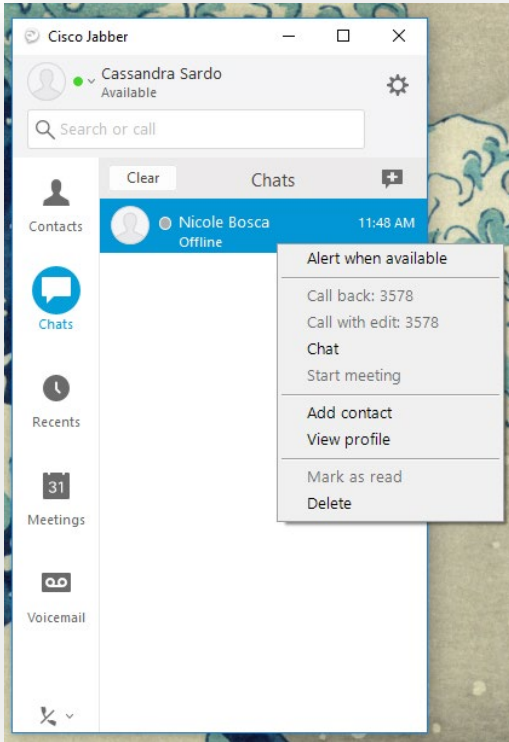 Cisco Jabber
Cassandra Sardo
Available
Search or call
Clear
Chats
Contacts
Nicole Bosca
11:48 AM
Offline
Alert when available
Call back: 3578
Call with edit: 3578
Chat
Start meeting
Add contact
View profile
Mark as read
Delete
Chats
Recents
31
Meetings
Voicemail